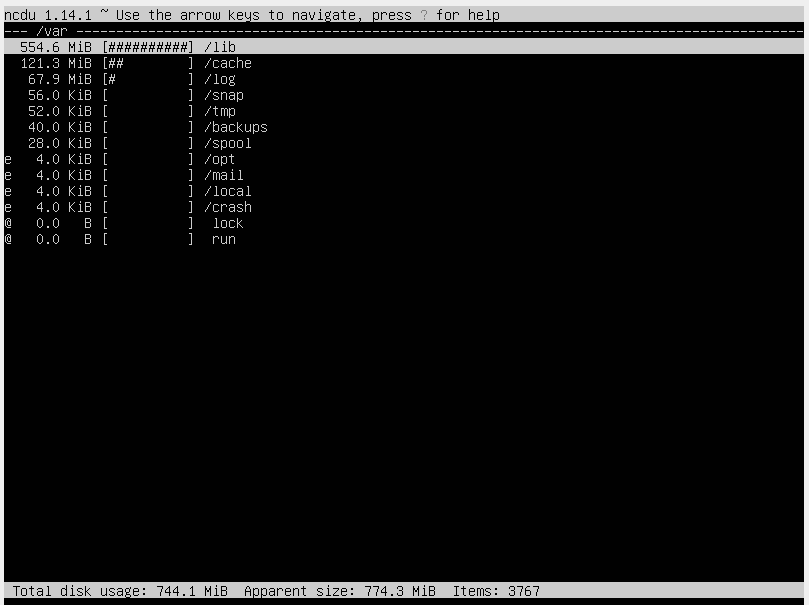 ncdu 1.14.1 ~ Use the arrow keys to navigate, press ? for help
--- /var -------------------------------------------------------------------------------------------
  554.6 MiB [##########] /lib
  121.3 MiB [##        ] /cache
   67.9 MiB [#         ] /log
   56.0 KiB [          ] /snap
   52.0 KiB [          ] /tmp
   40.0 KiB [          ] /backups
   28.0 KiB [          ] /spool
e   4.0 KiB [          ] /opt
e   4.0 KiB [          ] /mail
e   4.0 KiB [          ] /local
e   4.0 KiB [          ] /crash
@   0.0   B [          ]  lock
@   0.0   B [          ]  run
 Total disk usage: 744.1 MiB  Apparent size: 774.3 MiB  Items: 3767